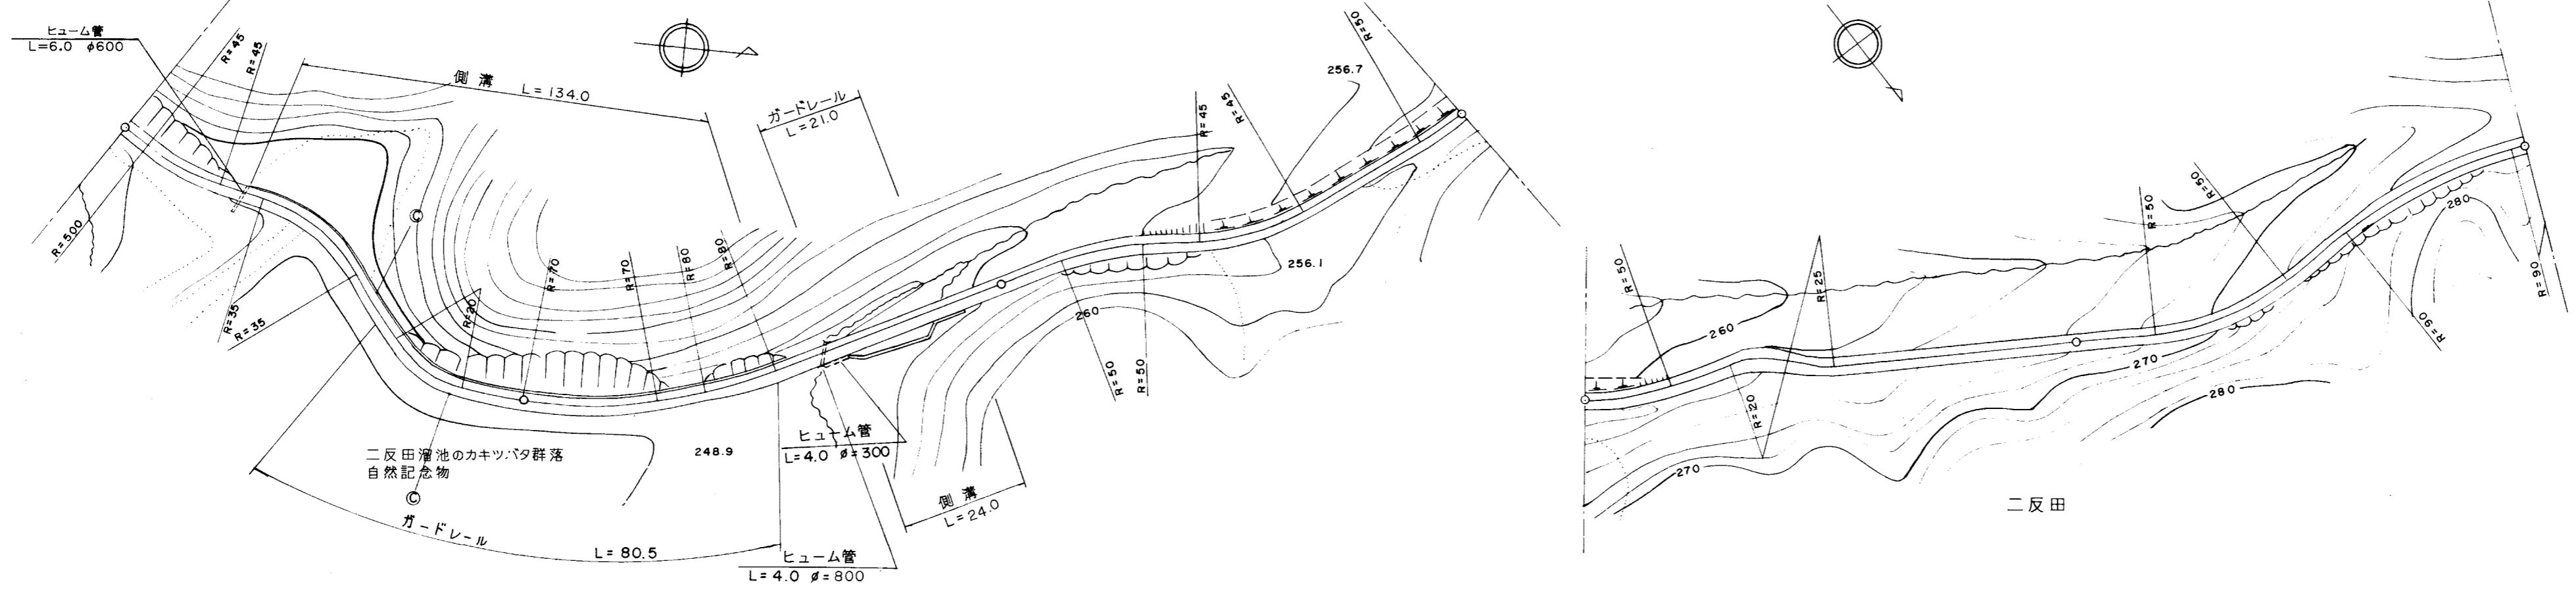 ヒューム管
L=6.0 φ600
R=45
R=45
側溝
L=134.0
ガードレール
L=21.0
R=500
R=35
R=35
R=20
R=70
R=70
R=80
R=80
二反田溜池のカキツバタ群落
自然記念物
Ⓒ
Ⓒ
ガードレール
L=80.5
248.9
ヒューム管
L=4.0 φ=300
ヒューム管
L=4.0 φ=800
側溝
L=24.0
260
R=50
R=50
R=45
R=45
256.7
256.1
R=50
R=50
260
R=25
R=20
270
R=50
R=50
270
280
280
R=90
R=90
二反田